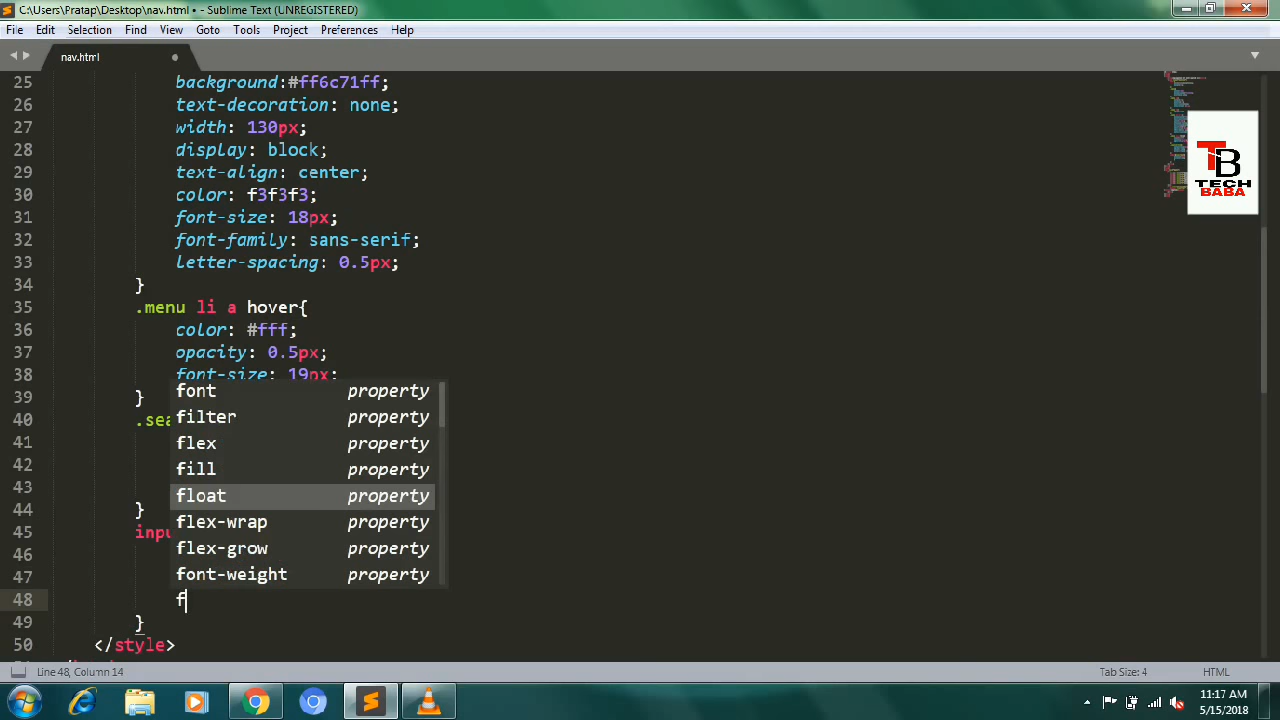 C:\Users\Pratap\Desktop\nav.html • - Sublime Text (UNREGISTERED)
File Edit Selection Find View Goto Tools Project Preferences Help
nav.html
25 background:#ff6c71ff;
26 text-decoration: none;
27 width: 130px;
28 display: block;
29 text-align: center;
30 color: f3f3f3;
31 font-size: 18px;
32 font-family: sans-serif;
33 letter-spacing: 0.5px;
34 }
35 .menu li a hover{
36 color: #fff;
37 opacity: 0.5px;
38 font-size: 19px;
39 }
40 .sea
41
42
43
44 }
45 inpu
46
47
48 f
49 }
50 </style>
font property
filter property
flex property
fill property
float property
flex-wrap property
flex-grow property
font-weight property
TB
TECH
BABA
Line 48, Column 14
Tab Size: 4
HTML
11:17 AM
5/15/2018